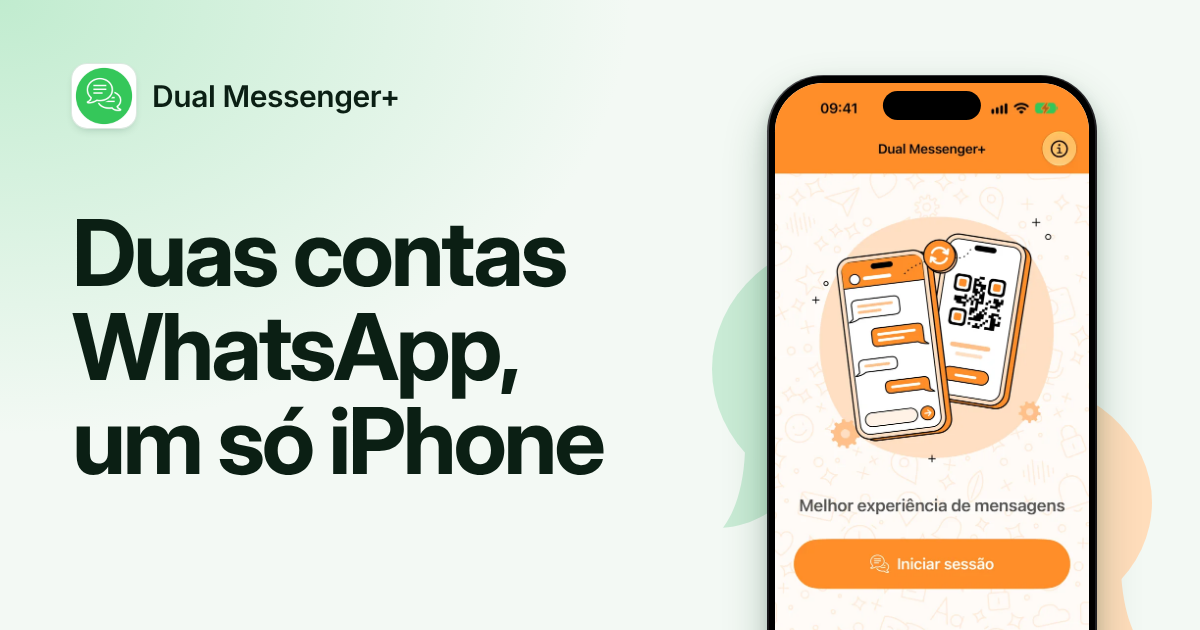 Dual Messenger+
Duas contas
WhatsApp,
um só iPhone
09:41
Dual Messenger+
Melhor experiência de mensagens
Iniciar sessão